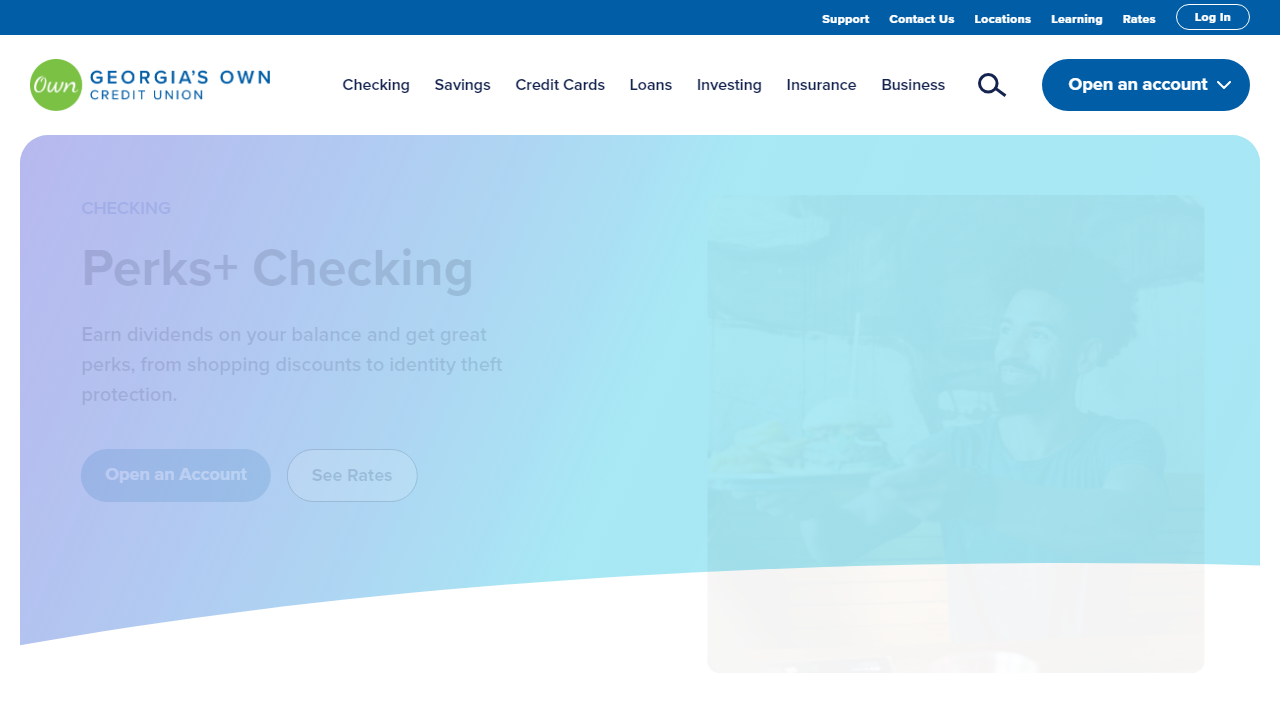 Support Contact Us Locations Learning Rates Log In
Own GEORGIA'S OWN
CREDIT UNION
Checking Savings Credit Cards Loans Investing Insurance Business
Open an account
CHECKING
Perks+ Checking
Earn dividends on your balance and get great
perks, from shopping discounts to identity theft
protection.
Open an Account See Rates